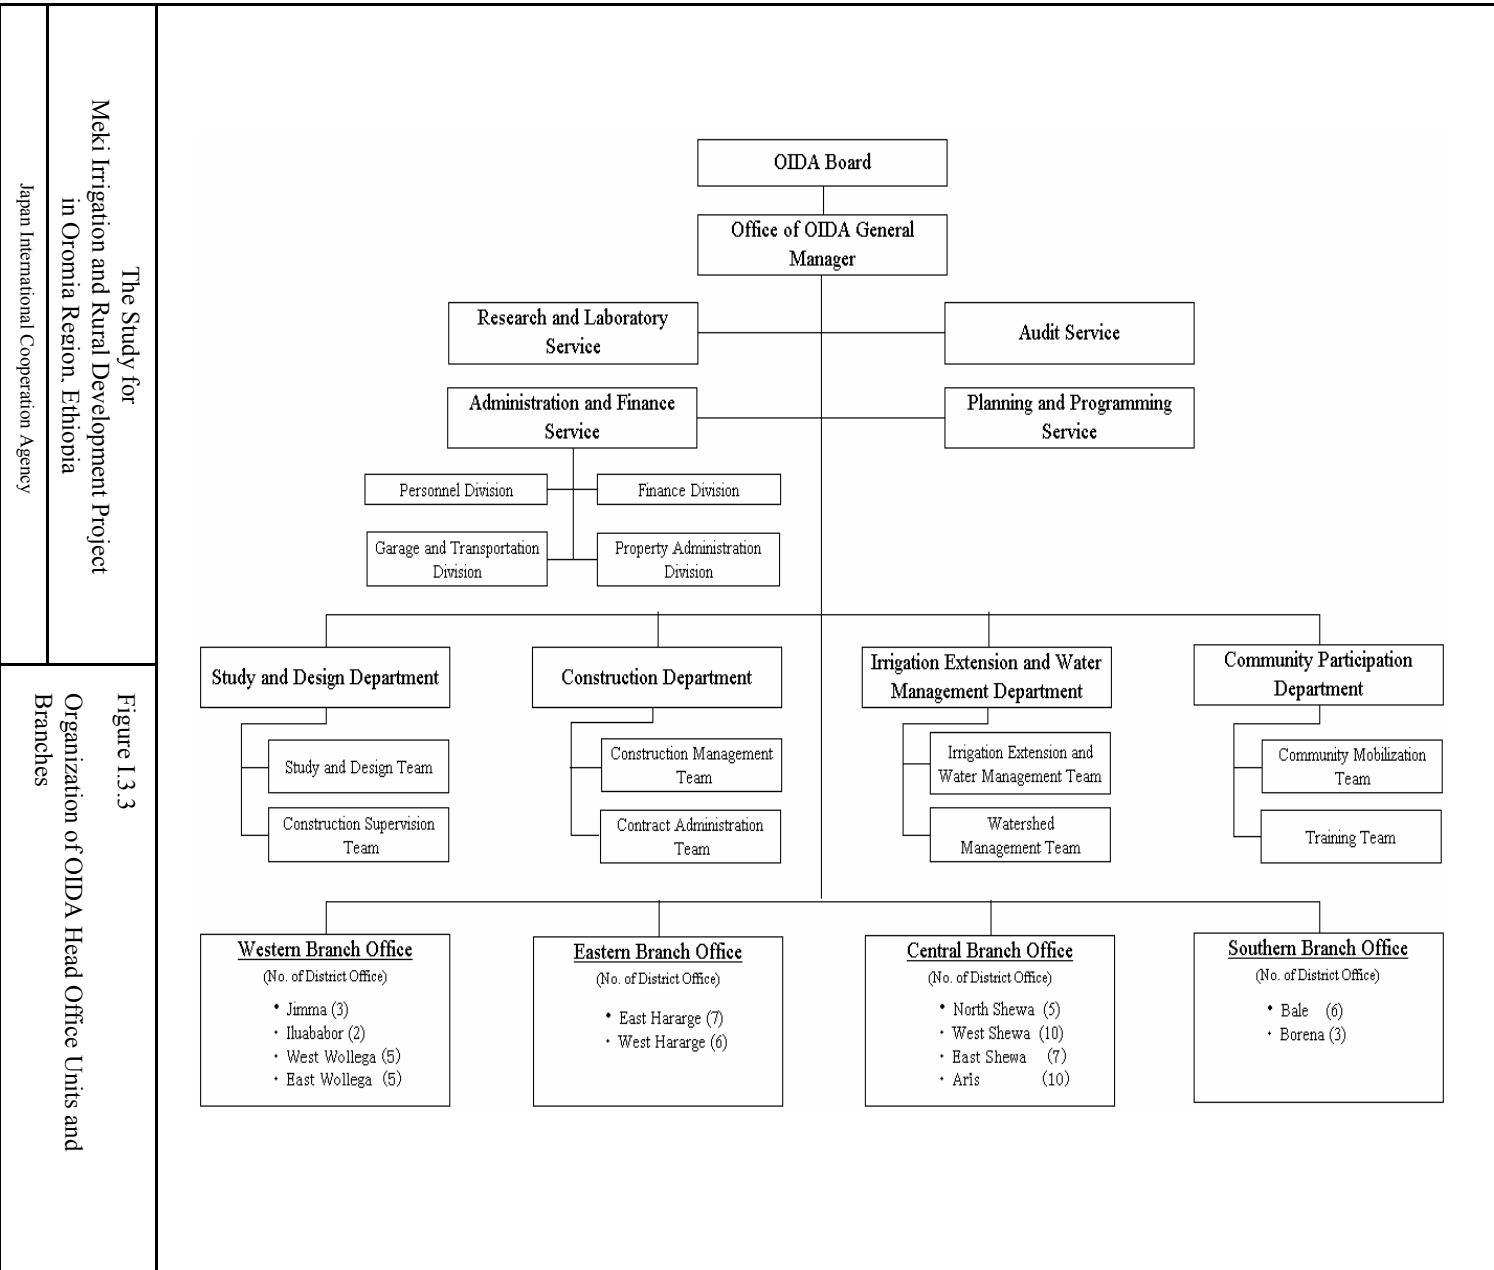 The Study for
Meki Irrigation and Rural Development Project
in Oromia Region, Ethiopia
Japan International Cooperation Agency
Figure I.3.3
Organization of OIDA Head Office Units and
Branches
OIDA Board
Office of OIDA General
Manager
Research and Laboratory
Service
Audit Service
Administration and Finance
Service
Planning and Programming
Service
Personnel Division
Finance Division
Garage and Transportation
Division
Property Administration
Division
Study and Design Department
Construction Department
Irrigation Extension and Water
Management Department
Community Participation
Department
Study and Design Team
Construction Supervision
Team
Construction Management
Team
Contract Administration
Team
Irrigation Extension and
Water Management Team
Watershed
Management Team
Community Mobilization
Team
Training Team
Western Branch Office
(No. of District Office)
• Jimma (3)
・ Iluababor (2)
・ West Wollega (5)
・ East Wollega (5)
Eastern Branch Office
(No. of District Office)
• East Hararge (7)
・ West Hararge (6)
Central Branch Office
(No. of District Office)
• North Shewa (5)
・ West Shewa (10)
・ East Shewa (7)
・ Aris (10)
Southern Branch Office
(No. of District Office)
• Bale (6)
・ Borena (3)